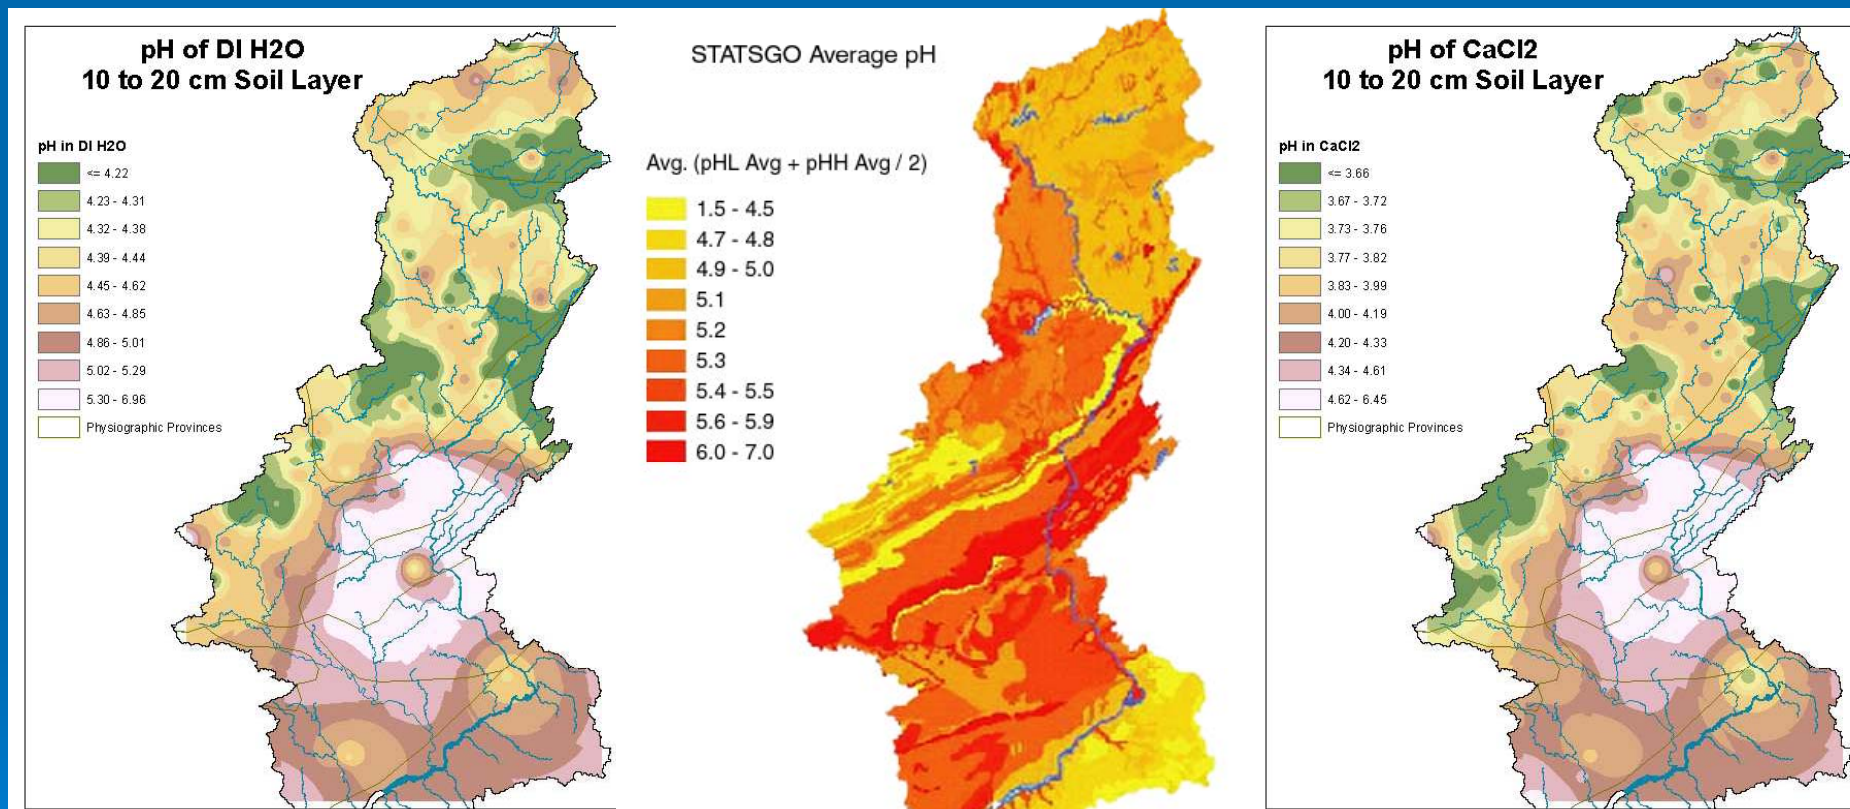 pH of DI H2O
10 to 20 cm Soil Layer
pH in DI H2O
<= 4.22
4.23 - 4.31
4.32 - 4.38
4.39 - 4.44
4.45 - 4.62
4.63 - 4.85
4.86 - 5.01
5.02 - 5.29
5.30 - 6.96
Physiographic Provinces
STATSGO Average pH
Avg. (pHL Avg + pHH Avg / 2)
1.5 - 4.5
4.7 - 4.8
4.9 - 5.0
5.1
5.2
5.3
5.4 - 5.5
5.6 - 5.9
6.0 - 7.0
pH of CaCl2
10 to 20 cm Soil Layer
pH in CaCl2
<= 3.66
3.67 - 3.72
3.73 - 3.76
3.77 - 3.82
3.83 - 3.99
4.00 - 4.19
4.20 - 4.33
4.34 - 4.61
4.62 - 6.45
Physiographic Provinces